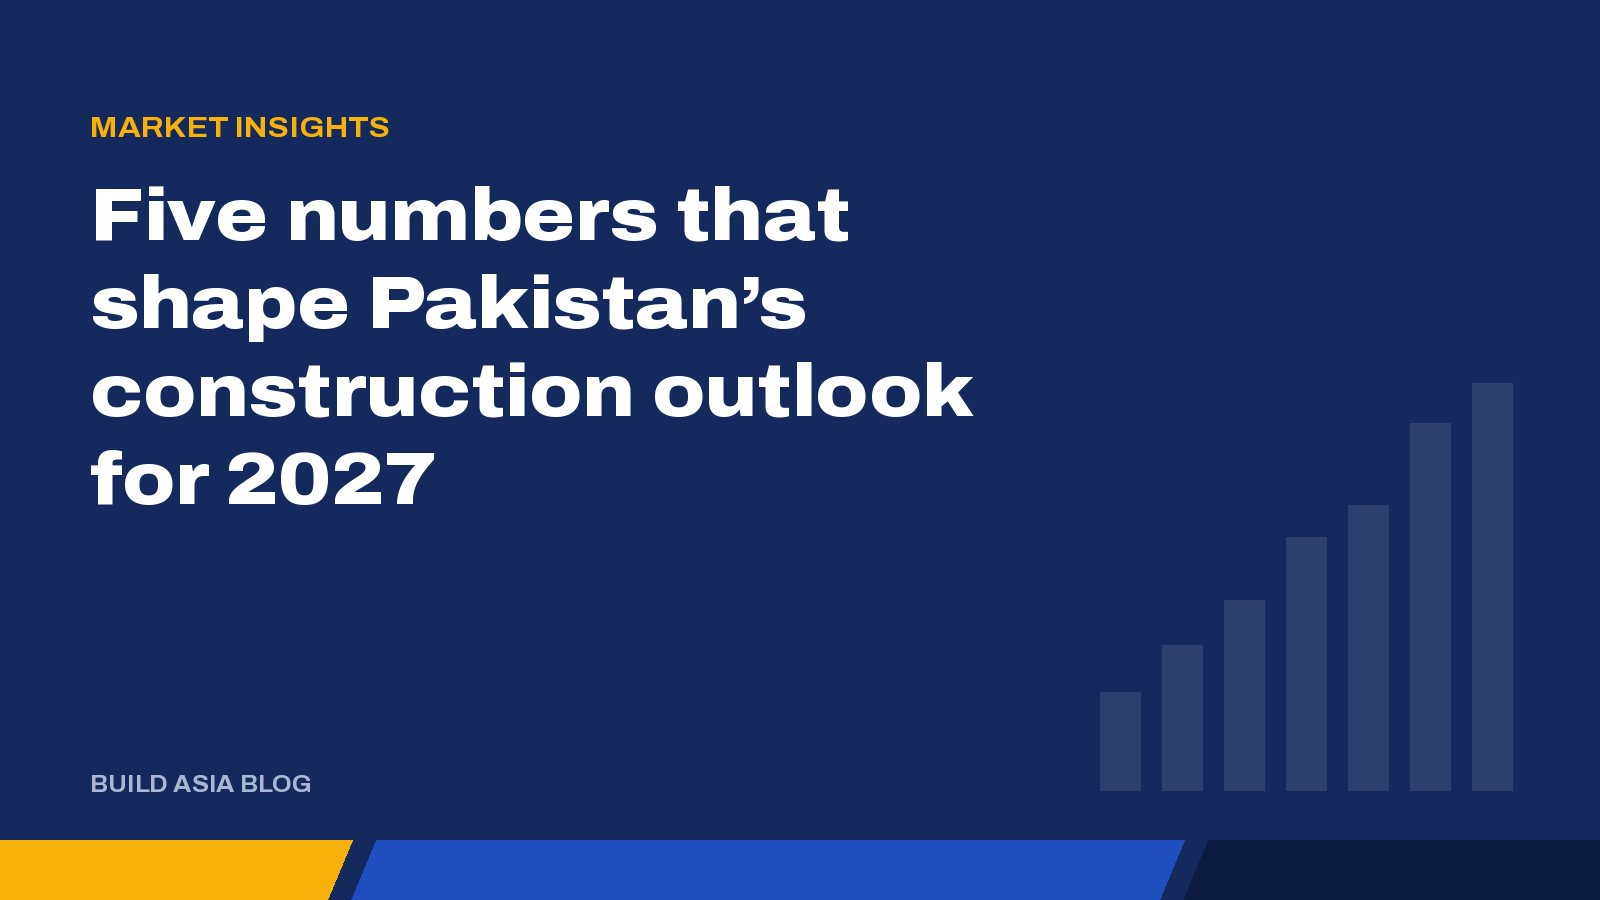 MARKET INSIGHTS
Five numbers that
shape Pakistan’s
construction outlook
for 2027
BUILD ASIA BLOG